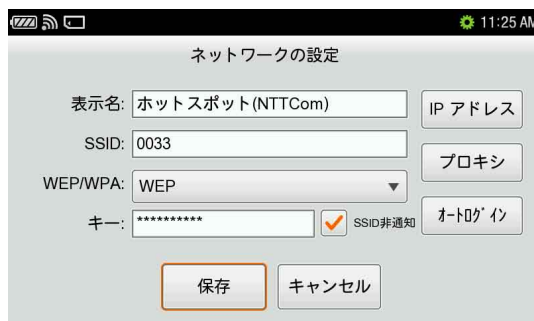 11:25 AM
ネットワークの設定
表示名: ホットスポット(NTTCom)
IP アドレス
SSID: 0033
プロキシ
WEP/WPA: WEP
キー: **********
SSID非通知
オートログイン
保存
キャンセル